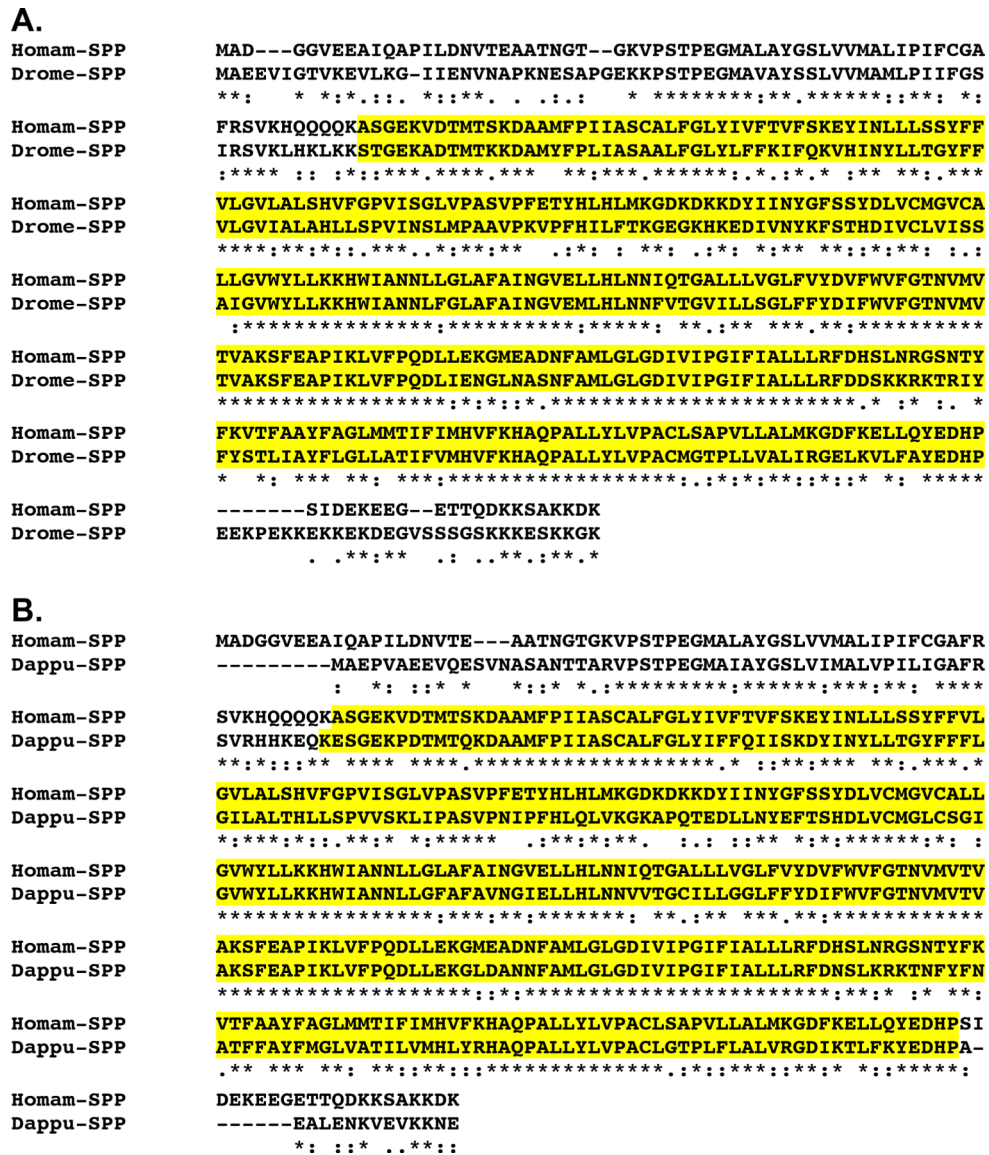 A.
Homam-SPP MAD---GGVEEAIQAPILDNVTEAATNGT--GKVPSTPEGMALAYGSLVVMALIPIFCGA
Drome-SPP MAEEVIGTVKEVLKG-IIENVNAPKNESAPGEKKPSTPEGMAVAYSSLVVMAMLPIIFGS
**: * *:.::. *::**. . .:.: * ********:**.******::**: *:
Homam-SPP FRSVKHQQQQKASGEKVDTMTSKDAAMFPIIASCALFGLYIVFTVFSKEYINLLLSSYFF
Drome-SPP IRSVKLHKLKKSTGEKADTMTKKDAMYFPLIASAALFGLYLFFKIFQKVHINYLLTGYFF
:**** :: :*::***.****.*** **:***.******:.*.:*.* :** **:.***
Homam-SPP VLGVLALSHVFGPVISGLVPASVPFETYHLHLMKGDKDKKDYIINYGFSSYDLVCMGVCA
Drome-SPP VLGVIALAHLLSPVINSLMPAAVPKVPFHILFTKGEGKHKEDIVNYKFSTHDIVCLVISS
****:**:*::.***..*:**:** .:*: : **: .:*: *:** **::*:**: :.:
Homam-SPP LLGVWYLLKKHWIANNLLGLAFAINGVELLHLNNIQTGALLLVGLFVYDVFWVFGTNVMV
Drome-SPP AIGVWYLLKKHWIANNLFGLAFAINGVEMLHLNNFVTGVILLSGLFFYDIFWVFGTNVMV
:***************:**********:*****: **.:** ***.**:**********
Homam-SPP TVAKSFEAPIKLVFPQDLLEKGMEADNFAMLGLGDIVIPGIFIALLLRFDHSLNRGSNTY
Drome-SPP TVAKSFEAPIKLVFPQDLIENGLNASNFAMLGLGDIVIPGIFIALLLRFDDSKKRKTRIY
******************:*:*::*.************************.* :* :. *
Homam-SPP FKVTFAAYFAGLMMTIFIMHVFKHAQPALLYLVPACLSAPVLLALMKGDFKELLQYEDHP
Drome-SPP FYSTLIAYFLGLLATIFVMHVFKHAQPALLYLVPACMGTPLLVALIRGELKVLFAYEDHP
* *: *** **: ***:******************:.:*:*:**::*:* *: *****
Homam-SPP -------SIDEKEEG--ETTQDKKSAKKDK
Drome-SPP EEKPEKKEKKEKDEGVSSSGSKKKESKKGK
. .**:** .: ..** :**.*
B.
Homam-SPP MADGGVEEAIQAPILDNVTE---AATNGTGKVPSTPEGMALAYGSLVVMALIPIFCGAFR
Dappu-SPP ---------MAEPVAEEVQESVNASANTTARVPSTPEGMAIAYGSLVIMALVPILIGAFR
: *: ::* * *::* *.:*********:******:***:**: ****
Homam-SPP SVKHQQQQKASGEKVDTMTSKDAAMFPIIASCALFGLYIVFTVFSKEYINLLLSSYFFVL
Dappu-SPP SVRHHKEQKESGEKPDTMTQKDAAMFPIIASCALFGLYIFFQIISKDYINYLLTGYFFFL
**:*:::** **** ****.*******************.* ::**:*** **:.***.*
Homam-SPP GVLALSHVFGPVISGLVPASVPFETYHLHLMKGDKDKKDYIINYGFSSYDLVCMGVCALL
Dappu-SPP GILALTHLLSPVVSKLIPASVPNIPFHLQLVKGKAPQTEDLLNYEFTSHDLVCMGLCSGI
*:***:*::.**:* *:***** .:**:*:**. :.: ::** *:*:******:*: :
Homam-SPP GVWYLLKKHWIANNLLGLAFAINGVELLHLNNIQTGALLLVGLFVYDVFWVFGTNVMVTV
Dappu-SPP GVWYLLKKHWIANNLLGFAFAVNGIELLHLNNVVTGCILLGGLFFYDIFWVFGTNVMVTV
*****************:***:**:*******: **.:** ***.**:************
Homam-SPP AKSFEAPIKLVFPQDLLEKGMEADNFAMLGLGDIVIPGIFIALLLRFDHSLNRGSNTYFK
Dappu-SPP AKSFEAPIKLVFPQDLLEKGLDANNFAMLGLGDIVIPGIFIALLLRFDNSLKRKTNFYFN
********************::*:************************:**:* :* **:
Homam-SPP VTFAAYFAGLMMTIFIMHVFKHAQPALLYLVPACLSAPVLLALMKGDFKELLQYEDHPSI
Dappu-SPP ATFFAYFMGLVATILVMHLYRHAQPALLYLVPACLGTPLFLALVRGDIKTLFKYEDHPA-
.** *** **: **::**:::**************.:*::***::**:* *::*****:
Homam-SPP DEKEEGETTQDKKSAKKDK
Dappu-SPP ------EALENKVEVKKNE
*: ::* ..**::